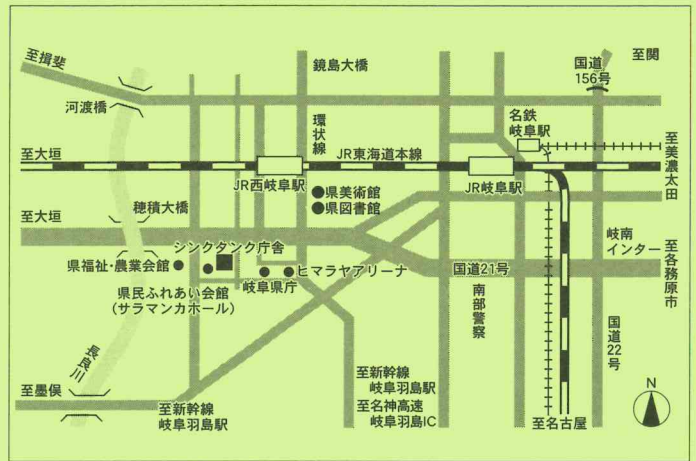 至揖斐
河渡橋
鏡島大橋
国道
156号
至関
環状線
名鉄
岐阜駅
至大垣
JR東海道本線
至美濃太田
JR西岐阜駅
JR岐阜駅
●県美術館
●県図書館
至大垣
穂積大橋
シンクタンク庁舎
県福祉・農業会館●
県民ふれあい会館
(サラマンカホール)
岐阜県庁
ヒマラヤアリーナ
国道21号
岐南
インター
至各務原市
南部警察
国道22号
長良川
至墨俣
至新幹線
岐阜羽島駅
至新幹線
岐阜羽島駅
至名神高速
岐阜羽島IC
至名古屋
N